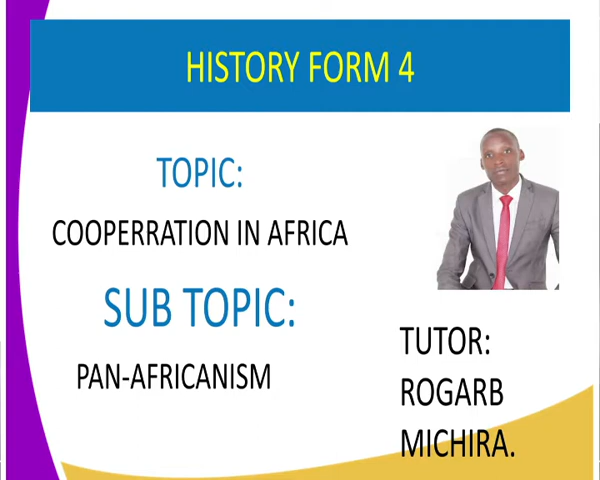 HISTORY FORM 4
TOPIC:
COOPERRATION IN AFRICA
SUB TOPIC:
PAN-AFRICANISM
TUTOR:
ROGARB
MICHIRA.